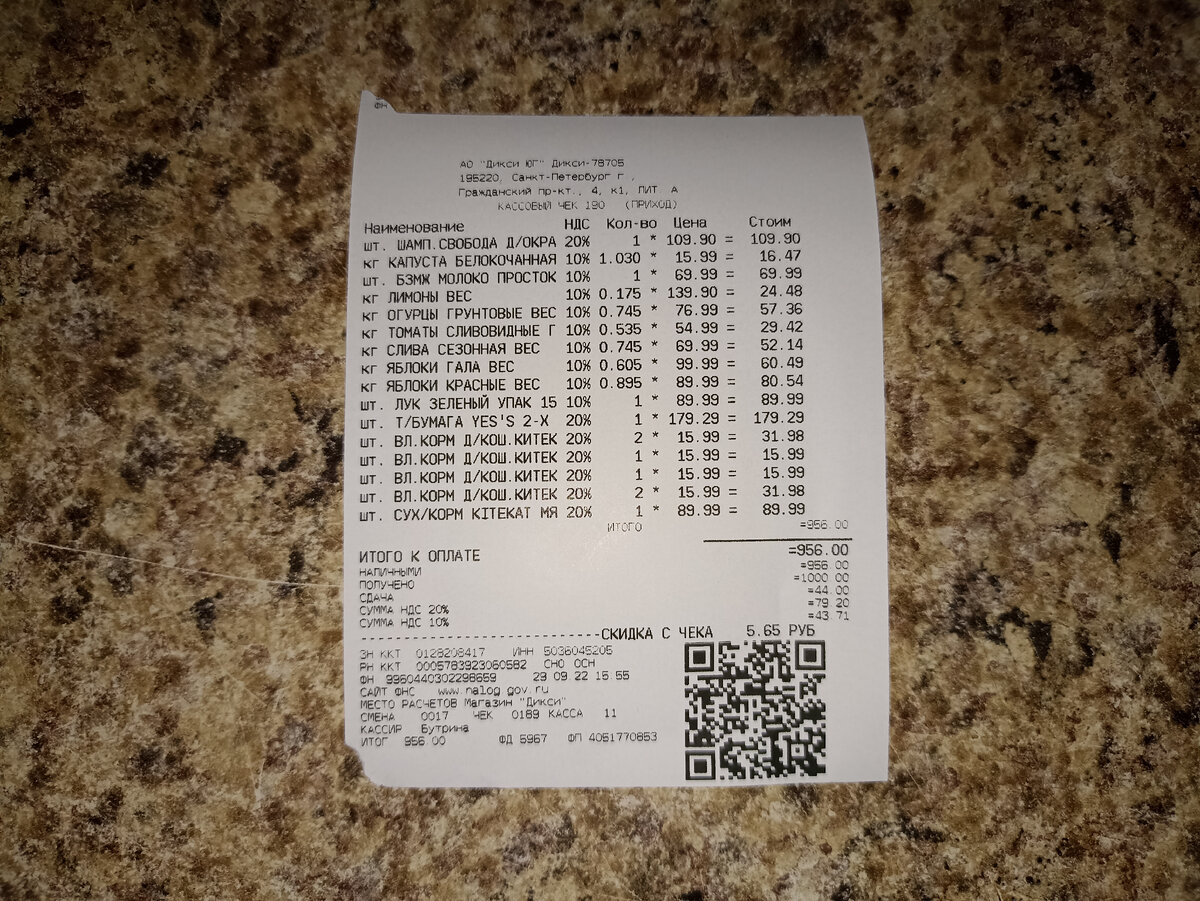 ФН
АО "Дикси ЮГ" Дикси-78705
195220, Санкт-Петербург г.,
Гражданский пр-кт., 4, к1, ЛИТ. А
КАССОВЫЙ ЧЕК 190 (ПРИХОД)
Наименование НДС Кол-во Цена Стоим
шт. ШАМП.СВОБОДА Д/ОКРА 20% 1 * 109.90 = 109.90
кг КАПУСТА БЕЛОКОЧАННАЯ 10% 1.030 * 15.99 = 16.47
шт. БЗМЖ МОЛОКО ПРОСТОК 10% 1 * 69.99 = 69.99
кг ЛИМОНЫ ВЕС 10% 0.175 * 139.90 = 24.48
кг ОГУРЦЫ ГРУНТОВЫЕ ВЕС 10% 0.745 * 76.99 = 57.36
кг ТОМАТЫ СЛИВОВИДНЫЕ Г 10% 0.535 * 54.99 = 29.42
кг СЛИВА СЕЗОННАЯ ВЕС 10% 0.745 * 69.99 = 52.14
кг ЯБЛОКИ ГАЛА ВЕС 10% 0.605 * 99.99 = 60.49
кг ЯБЛОКИ КРАСНЫЕ ВЕС 10% 0.895 * 89.99 = 80.54
шт. ЛУК ЗЕЛЕНЫЙ УПАК 15 10% 1 * 89.99 = 89.99
шт. Т/БУМАГА YES'S 2-Х 20% 1 * 179.29 = 179.29
шт. ВЛ.КОРМ Д/КОШ.КИТЕК 20% 2 * 15.99 = 31.98
шт. ВЛ.КОРМ Д/КОШ.КИТЕК 20% 1 * 15.99 = 15.99
шт. ВЛ.КОРМ Д/КОШ.КИТЕК 20% 1 * 15.99 = 15.99
шт. ВЛ.КОРМ Д/КОШ.КИТЕК 20% 2 * 15.99 = 31.98
шт. СУХ/КОРМ KITEKAT МЯ 20% 1 * 89.99 = 89.99
ИТОГО =956.00
ИТОГО К ОПЛАТЕ =956.00
НАЛИЧНЫМИ =956.00
ПОЛУЧЕНО =1000.00
СДАЧА =44.00
СУММА НДС 20% =79.20
СУММА НДС 10% =43.71
----------------------------СКИДКА С ЧЕКА 5.65 РУБ
ЗН ККТ 0128208417 ИНН 5036045205
РН ККТ 0005783923060582 СНО ОСН
ФН 9960440302298659 29.09.22 15:55
САЙТ ФНС www.nalog.gov.ru
МЕСТО РАСЧЕТОВ Магазин "Дикси"
СМЕНА 0017 ЧЕК 0189 КАССА 11
КАССИР Бутрина
ИТОГ 956.00 ФД 5967 ФП 4051770853